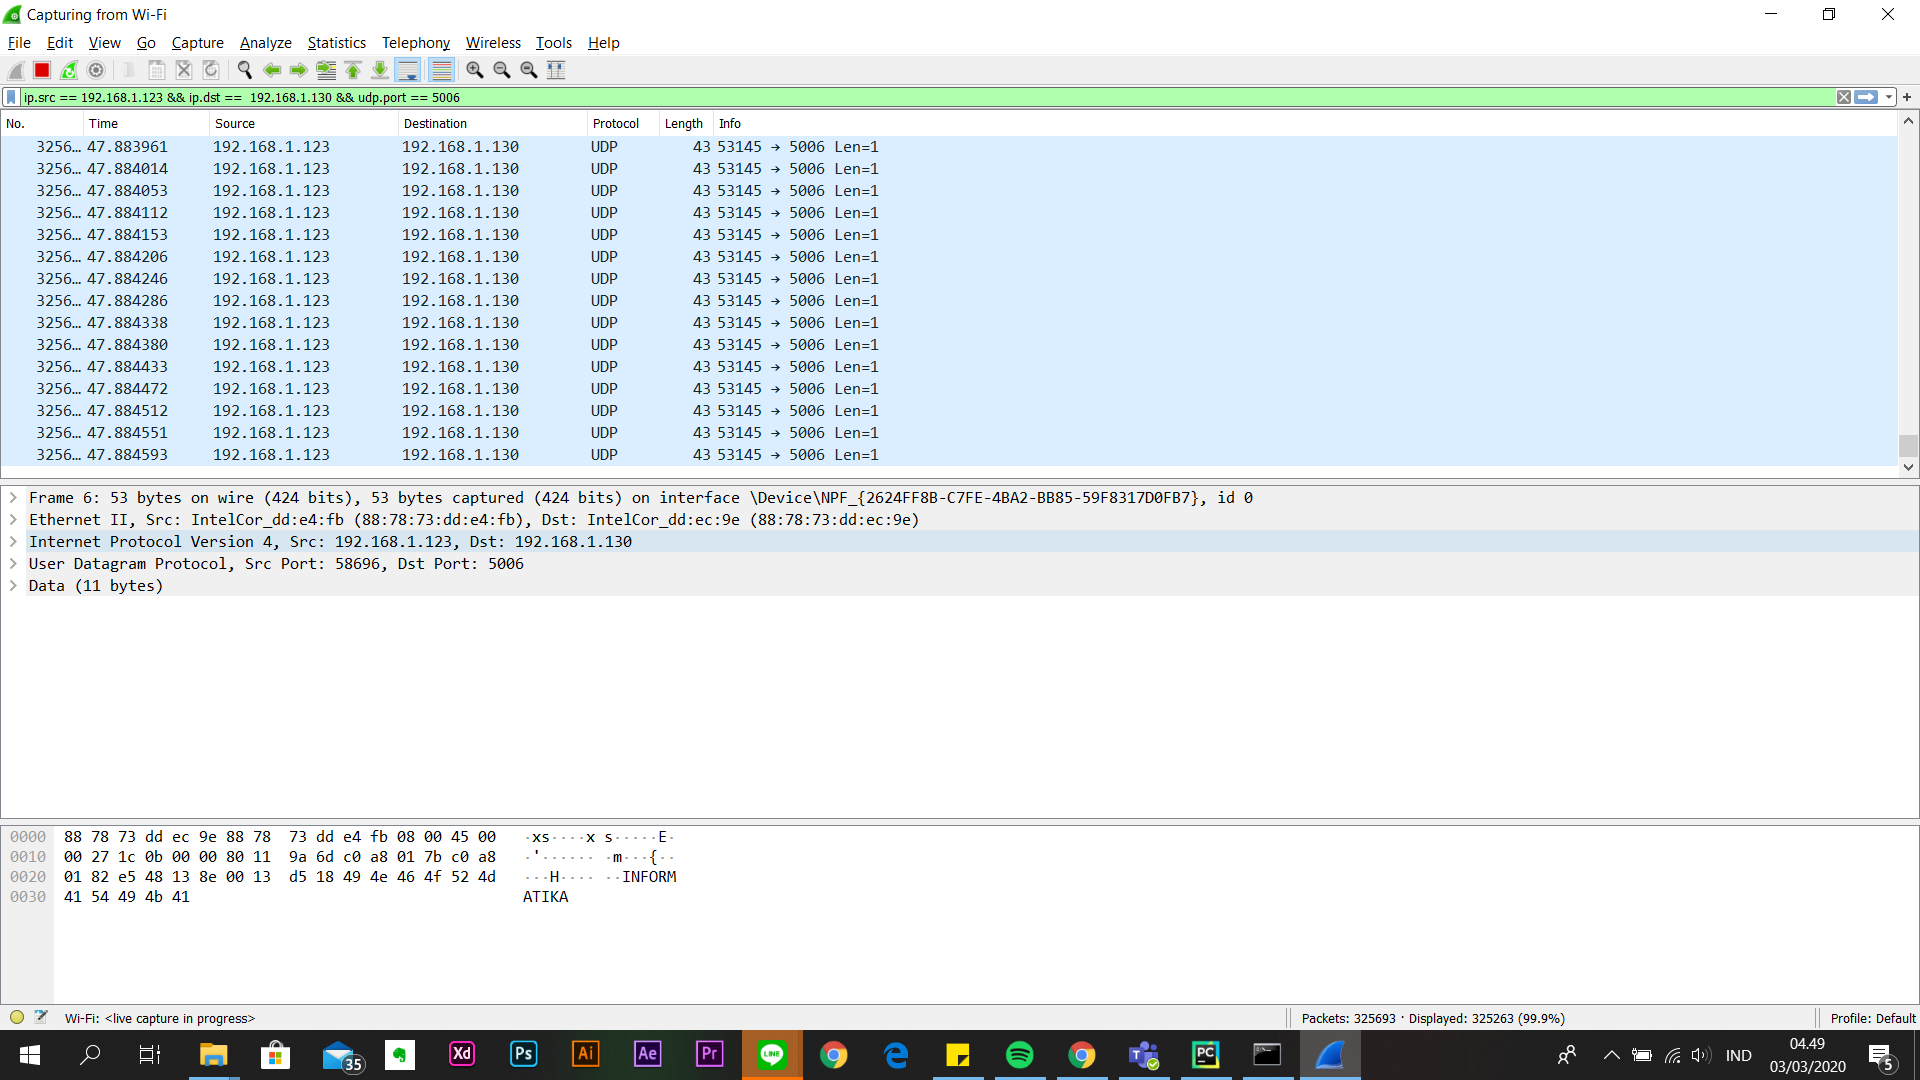 Capturing from Wi-Fi
File Edit View Go Capture Analyze Statistics Telephony Wireless Tools Help
ip.src == 192.168.1.123 && ip.dst == 192.168.1.130 && udp.port == 5006
No. Time Source Destination Protocol Length Info
3256… 47.883961 192.168.1.123 192.168.1.130 UDP 43 53145 → 5006 Len=1
3256… 47.884014 192.168.1.123 192.168.1.130 UDP 43 53145 → 5006 Len=1
3256… 47.884053 192.168.1.123 192.168.1.130 UDP 43 53145 → 5006 Len=1
3256… 47.884112 192.168.1.123 192.168.1.130 UDP 43 53145 → 5006 Len=1
3256… 47.884153 192.168.1.123 192.168.1.130 UDP 43 53145 → 5006 Len=1
3256… 47.884206 192.168.1.123 192.168.1.130 UDP 43 53145 → 5006 Len=1
3256… 47.884246 192.168.1.123 192.168.1.130 UDP 43 53145 → 5006 Len=1
3256… 47.884286 192.168.1.123 192.168.1.130 UDP 43 53145 → 5006 Len=1
3256… 47.884338 192.168.1.123 192.168.1.130 UDP 43 53145 → 5006 Len=1
3256… 47.884380 192.168.1.123 192.168.1.130 UDP 43 53145 → 5006 Len=1
3256… 47.884433 192.168.1.123 192.168.1.130 UDP 43 53145 → 5006 Len=1
3256… 47.884472 192.168.1.123 192.168.1.130 UDP 43 53145 → 5006 Len=1
3256… 47.884512 192.168.1.123 192.168.1.130 UDP 43 53145 → 5006 Len=1
3256… 47.884551 192.168.1.123 192.168.1.130 UDP 43 53145 → 5006 Len=1
3256… 47.884593 192.168.1.123 192.168.1.130 UDP 43 53145 → 5006 Len=1
Frame 6: 53 bytes on wire (424 bits), 53 bytes captured (424 bits) on interface \Device\NPF_{2624FF8B-C7FE-4BA2-BB85-59F8317D0FB7}, id 0
Ethernet II, Src: IntelCor_dd:e4:fb (88:78:73:dd:e4:fb), Dst: IntelCor_dd:ec:9e (88:78:73:dd:ec:9e)
Internet Protocol Version 4, Src: 192.168.1.123, Dst: 192.168.1.130
User Datagram Protocol, Src Port: 58696, Dst Port: 5006
Data (11 bytes)
0000 88 78 73 dd ec 9e 88 78 73 dd e4 fb 08 00 45 00 ·xs····x s·····E·
0010 00 27 1c 0b 00 00 80 11 9a 6d c0 a8 01 7b c0 a8 ·'······ ·m···{··
0020 01 82 e5 48 13 8e 00 13 d5 18 49 4e 46 4f 52 4d ···H···· ··INFORM
0030 41 54 49 4b 41 ATIKA
Wi-Fi: <live capture in progress> Packets: 325693 · Displayed: 325263 (99.9%) Profile: Default
35 Xd Ps Ai Ae Pr LINE PC IND 04.49
03/03/2020 5